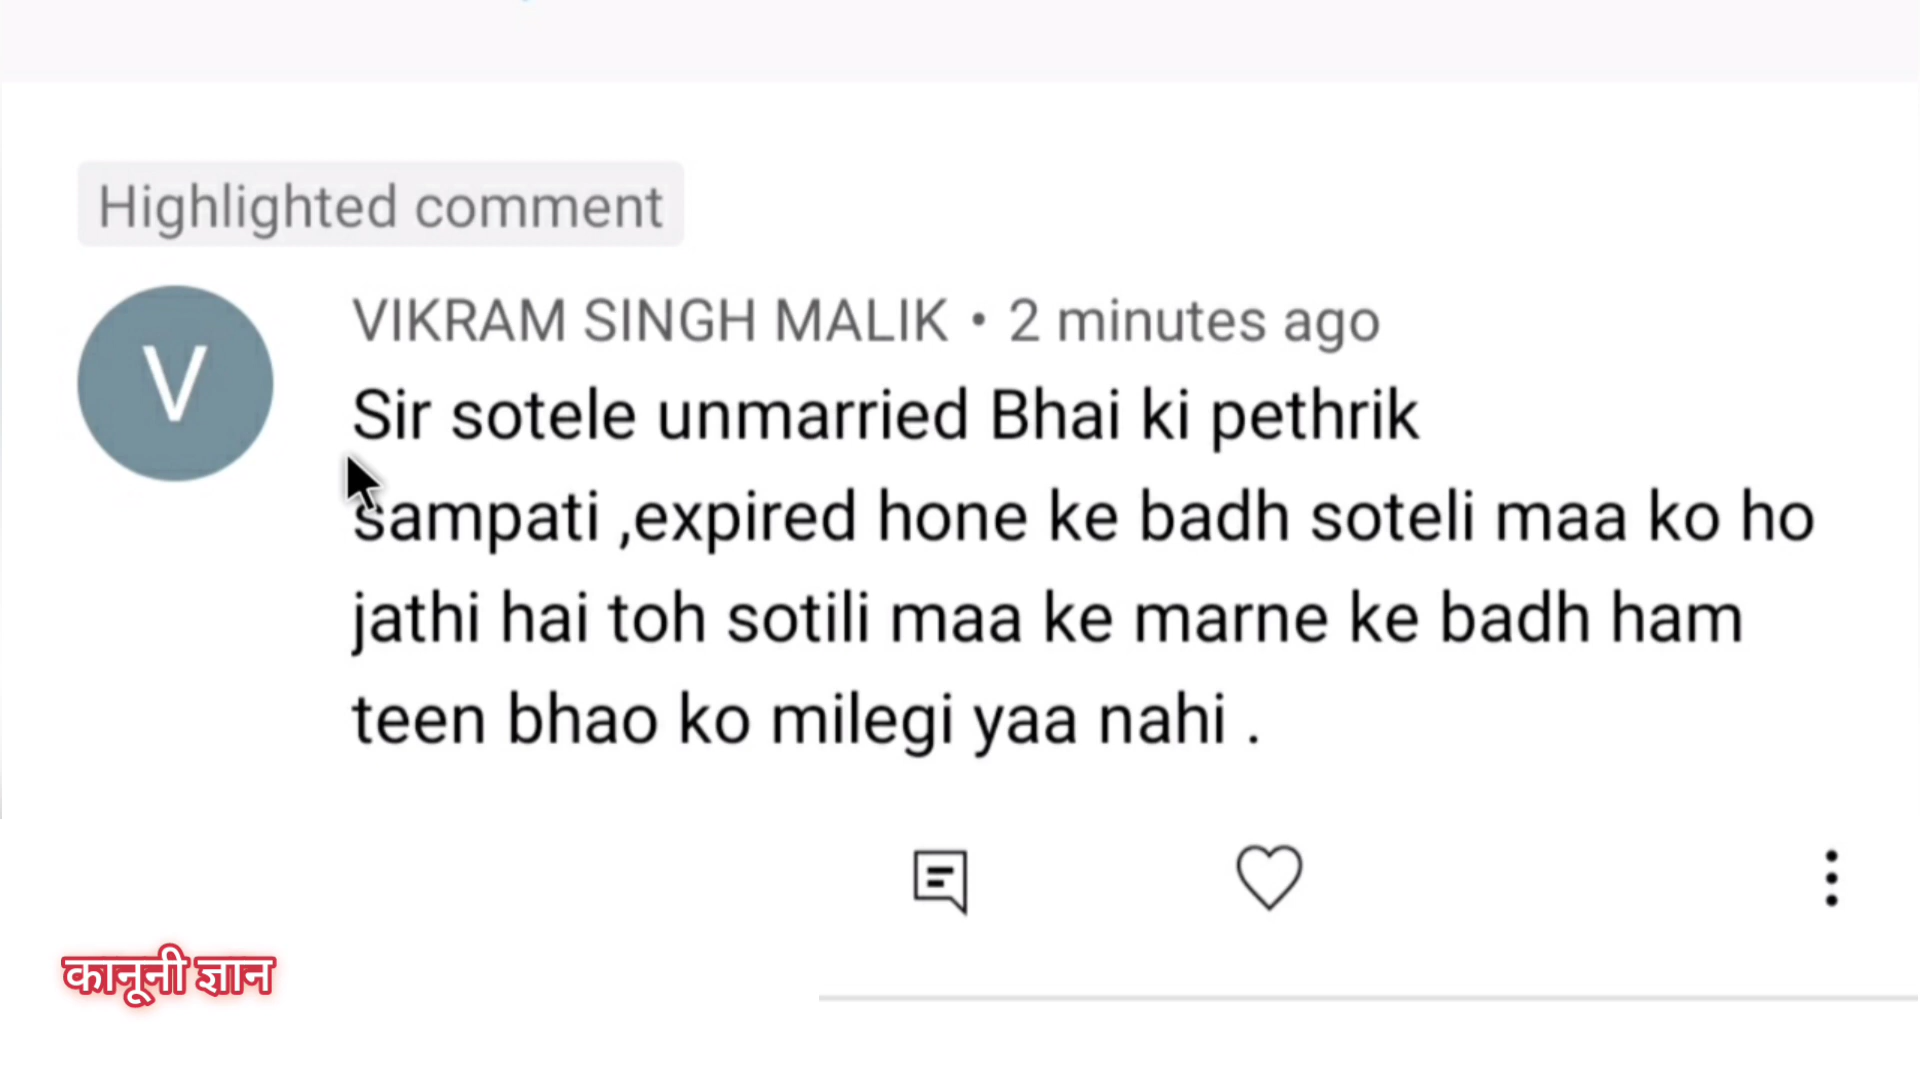 Highlighted comment
V
VIKRAM SINGH MALIK • 2 minutes ago
Sir sotele unmarried Bhai ki pethrik
sampati ,expired hone ke badh soteli maa ko ho
jathi hai toh sotili maa ke marne ke badh ham
teen bhao ko milegi yaa nahi .
कानूनी ज्ञान